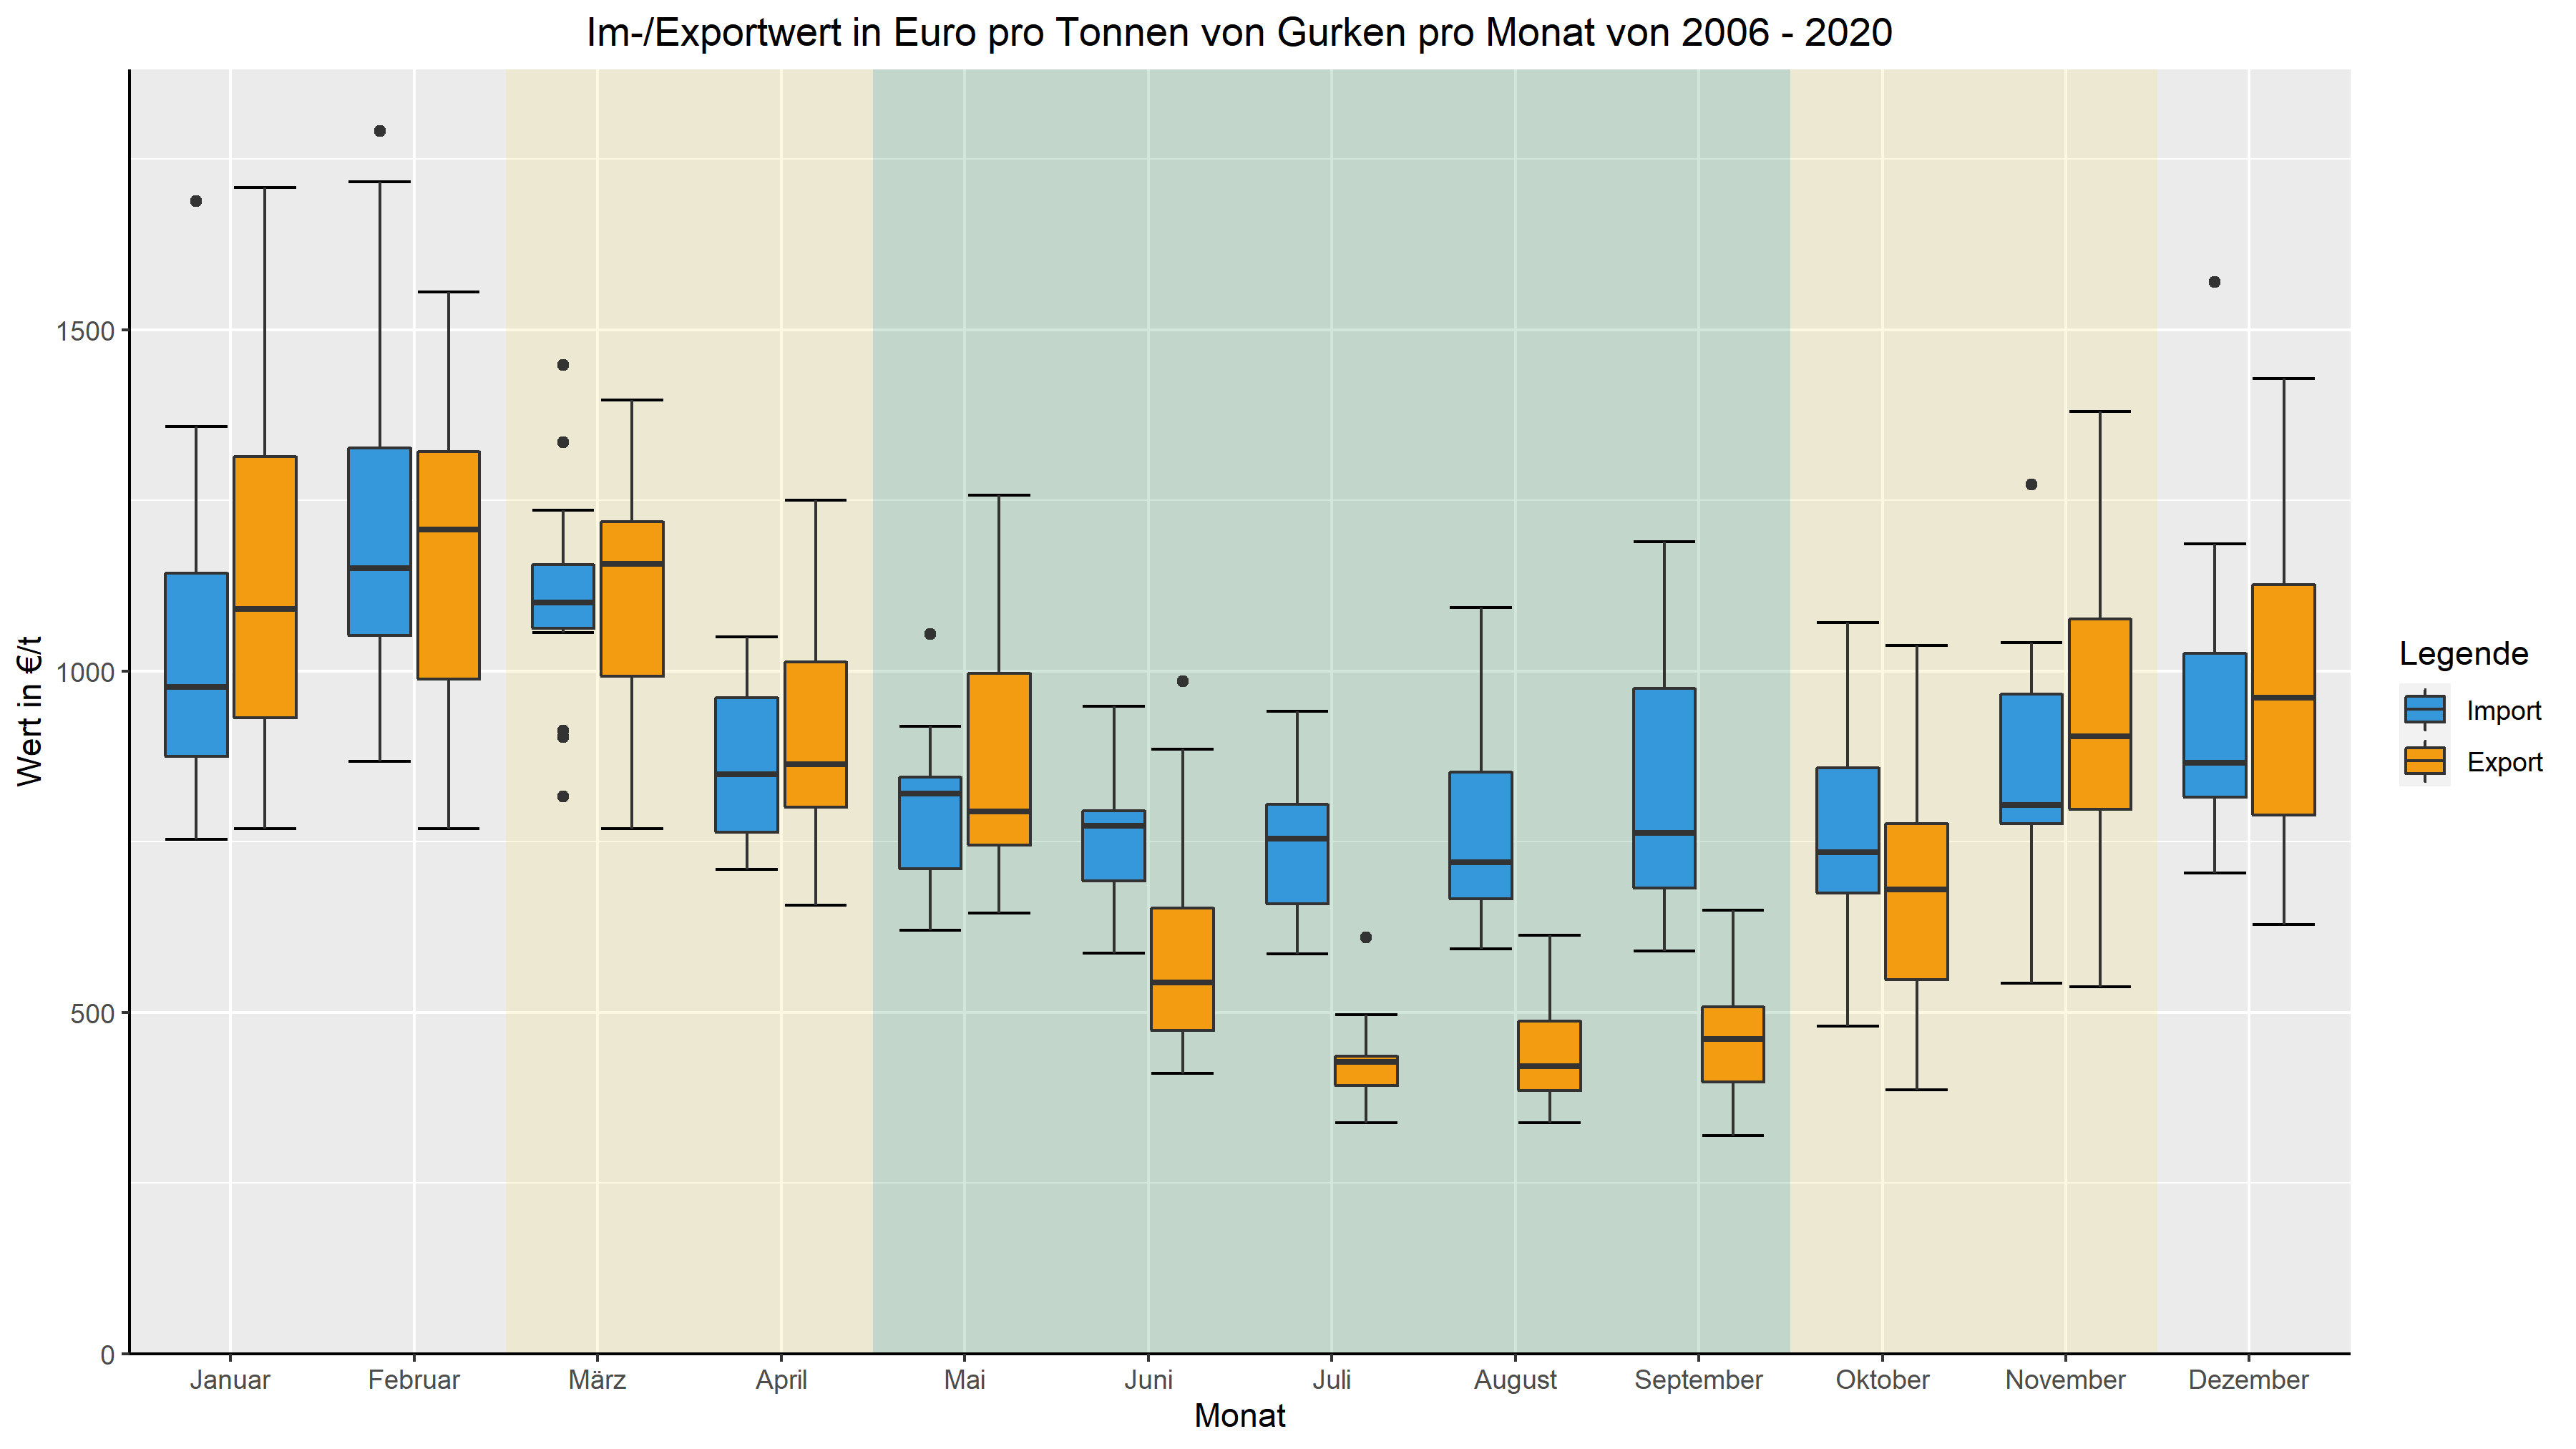 Im-/Exportwert in Euro pro Tonnen von Gurken pro Monat von 2006 - 2020
Wert in €/t
1500
1000
500
0
Januar Februar März April Mai Juni Juli August September Oktober November Dezember
Monat
Legende
Import
Export